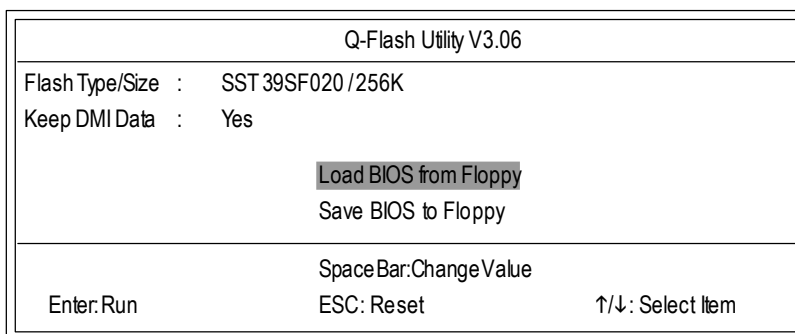 Q-Flash Utility V3.06
Flash Type/Size : SST 39SF020 / 256K
Keep DMI Data : Yes
Load BIOS from Floppy
Save BIOS to Floppy
Space Bar:Change Value
Enter: Run ESC: Reset ↑/↓: Select Item